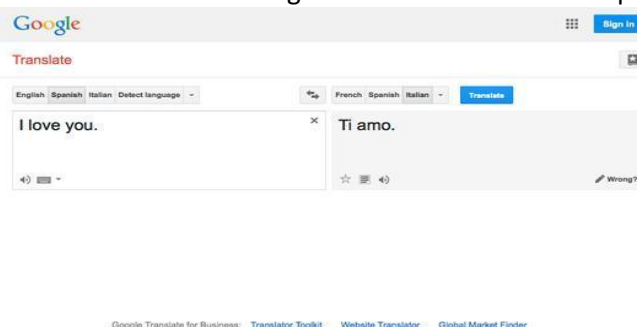 Google
Sign in
Translate
English Spanish Italian Detect language
French Spanish Italian Translate
I love you.
Ti amo.
Wrong?
Google Translate for Business: Translator Toolkit Website Translator Global Market Finder